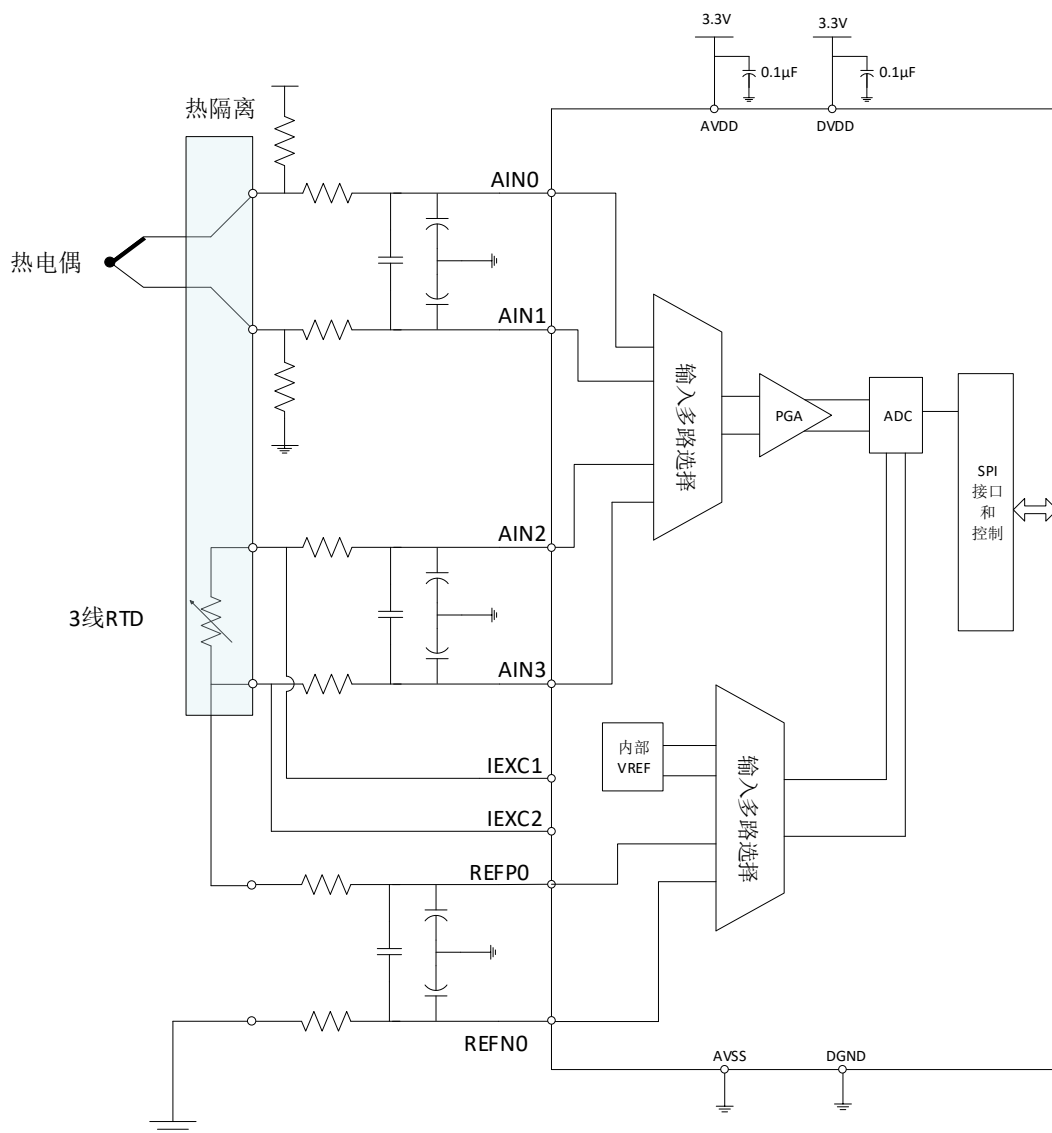 3.3V
3.3V
0.1µF
0.1µF
AVDD
DVDD
热隔离
AIN0
热电偶
AIN1
输入多路选择
PGA
ADC
SPI
接口
和
控制
AIN2
3线RTD
AIN3
内部
VREF
输入多路选择
IEXC1
IEXC2
REFP0
REFN0
AVSS
DGND